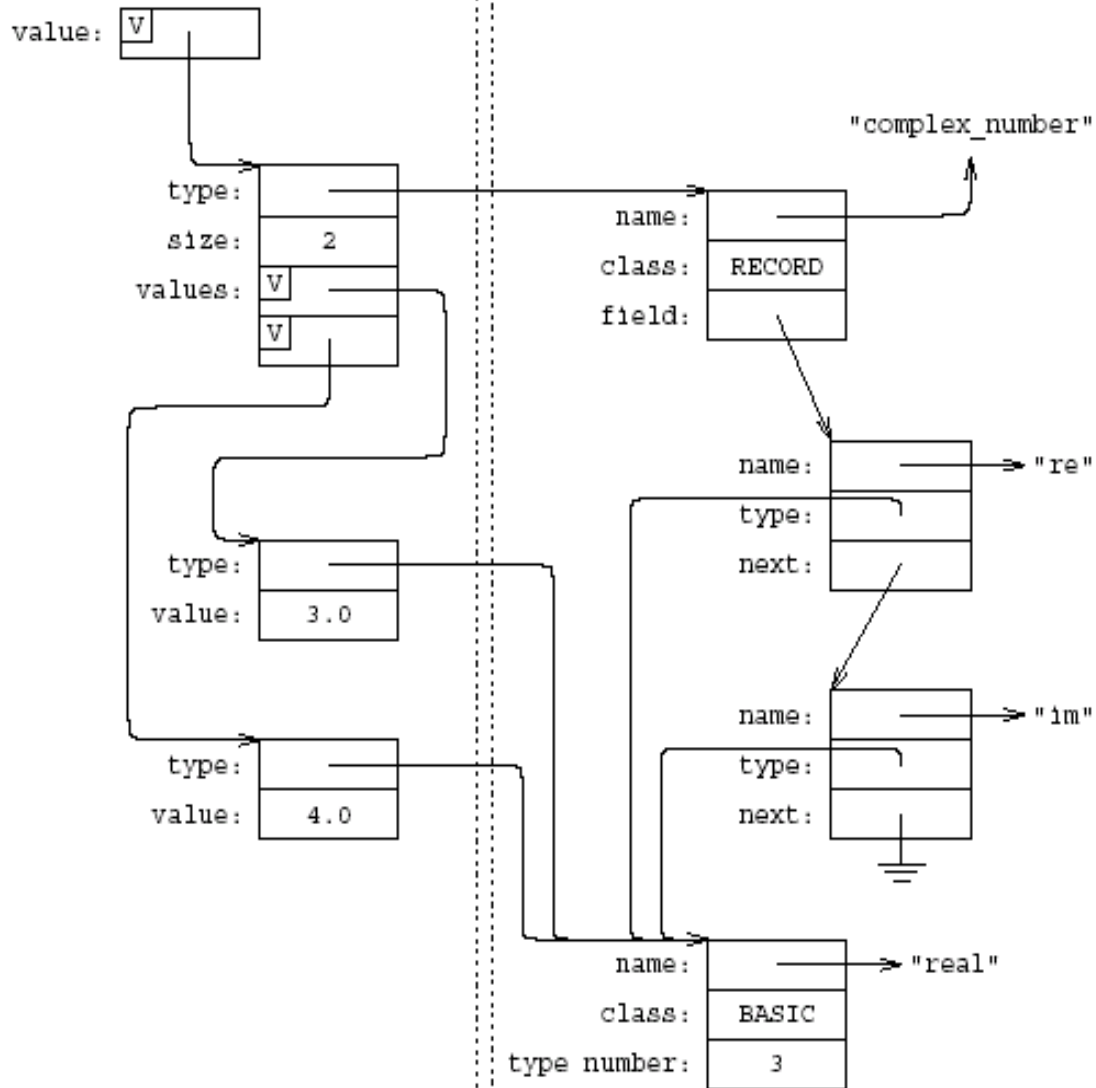 value: V
"complex_number"
type:
name:
size: 2
class: RECORD
values: V
field:
V
name: "re"
type:
type:
next:
value: 3.0
name: "im"
type:
type:
value: 4.0
next:
name: "real"
class: BASIC
type number: 3